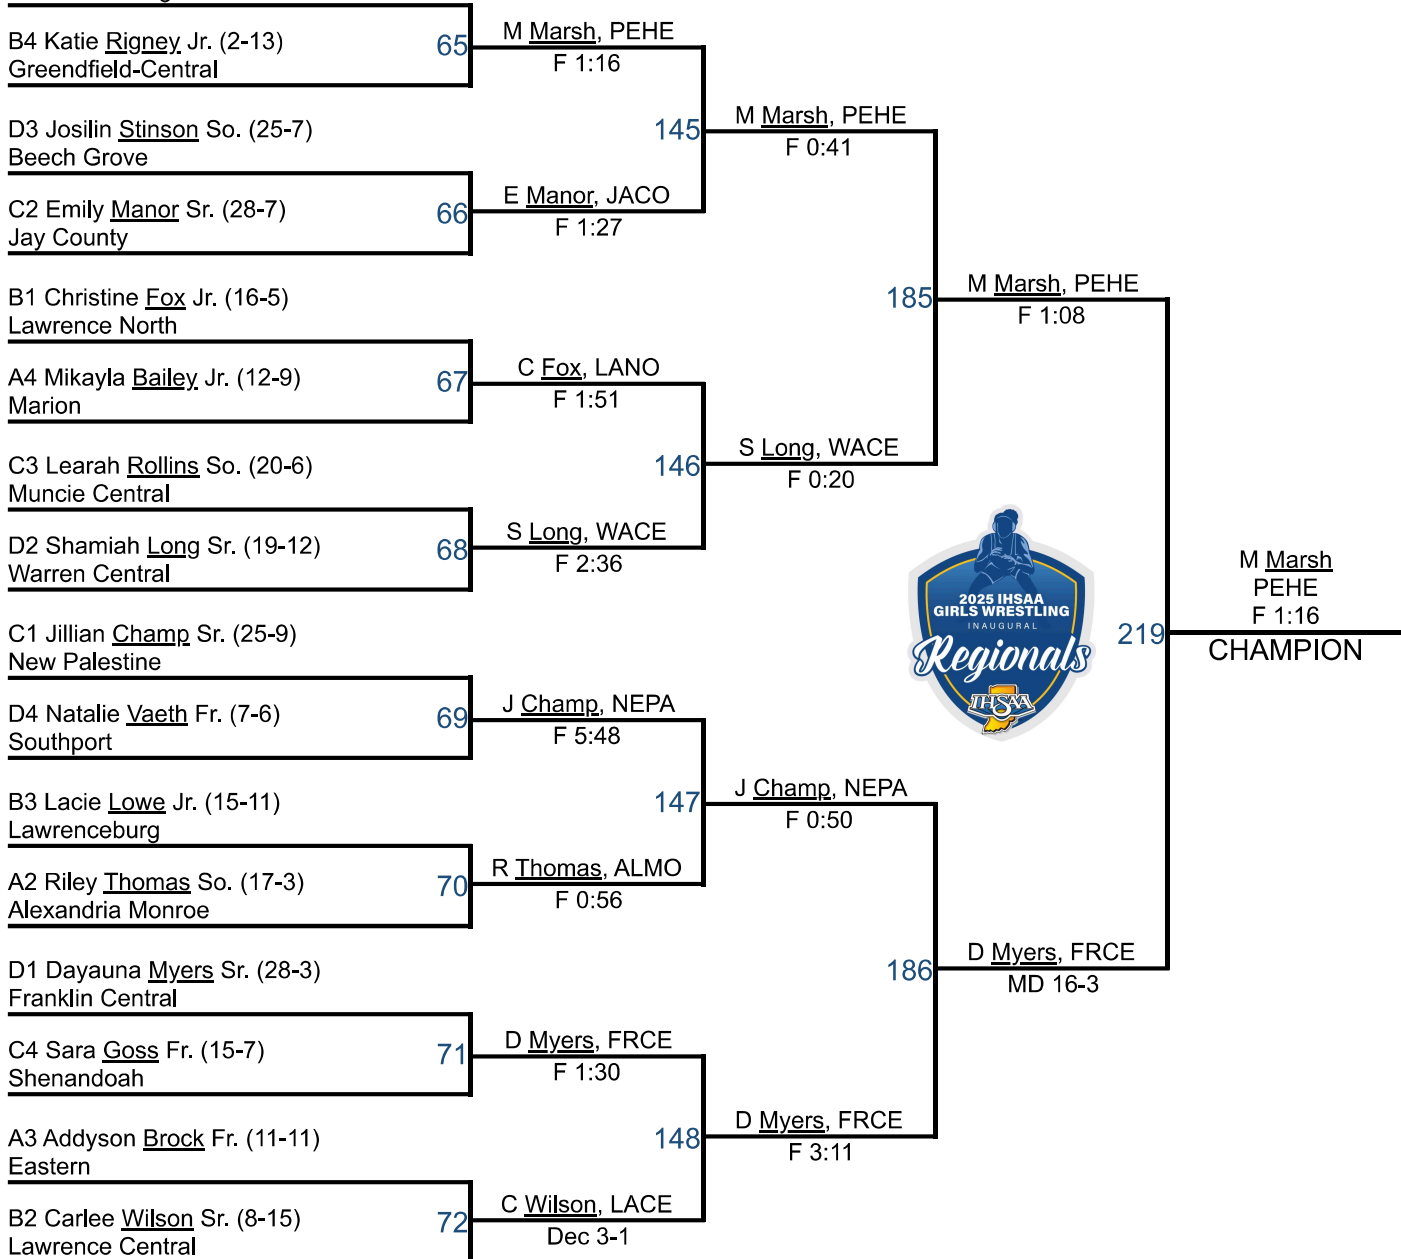 B4 Katie Rigney Jr. (2-13)
Greendfield-Central
65
M Marsh, PEHE
F 1:16
D3 Josilin Stinson So. (25-7)
Beech Grove
145
M Marsh, PEHE
F 0:41
C2 Emily Manor Sr. (28-7)
Jay County
66
E Manor, JACO
F 1:27
B1 Christine Fox Jr. (16-5)
Lawrence North
185
M Marsh, PEHE
F 1:08
A4 Mikayla Bailey Jr. (12-9)
Marion
67
C Fox, LANO
F 1:51
C3 Learah Rollins So. (20-6)
Muncie Central
146
S Long, WACE
F 0:20
D2 Shamiah Long Sr. (19-12)
Warren Central
68
S Long, WACE
F 2:36
2025 IHSAA
GIRLS WRESTLING
INAUGURAL
Regionals
IHSAA
219
M Marsh
PEHE
F 1:16
CHAMPION
C1 Jillian Champ Sr. (25-9)
New Palestine
D4 Natalie Vaeth Fr. (7-6)
Southport
69
J Champ, NEPA
F 5:48
B3 Lacie Lowe Jr. (15-11)
Lawrenceburg
147
J Champ, NEPA
F 0:50
A2 Riley Thomas So. (17-3)
Alexandria Monroe
70
R Thomas, ALMO
F 0:56
D1 Dayauna Myers Sr. (28-3)
Franklin Central
186
D Myers, FRCE
MD 16-3
C4 Sara Goss Fr. (15-7)
Shenandoah
71
D Myers, FRCE
F 1:30
A3 Addyson Brock Fr. (11-11)
Eastern
148
D Myers, FRCE
F 3:11
B2 Carlee Wilson Sr. (8-15)
Lawrence Central
72
C Wilson, LACE
Dec 3-1